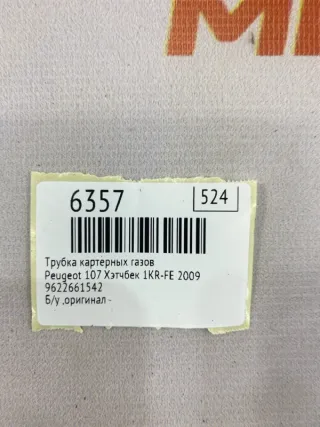 6357
524
Трубка картерных газов
Peugeot 107 Хэтчбек 1KR-FE 2009
9622661542
Б/у ,оригинал -